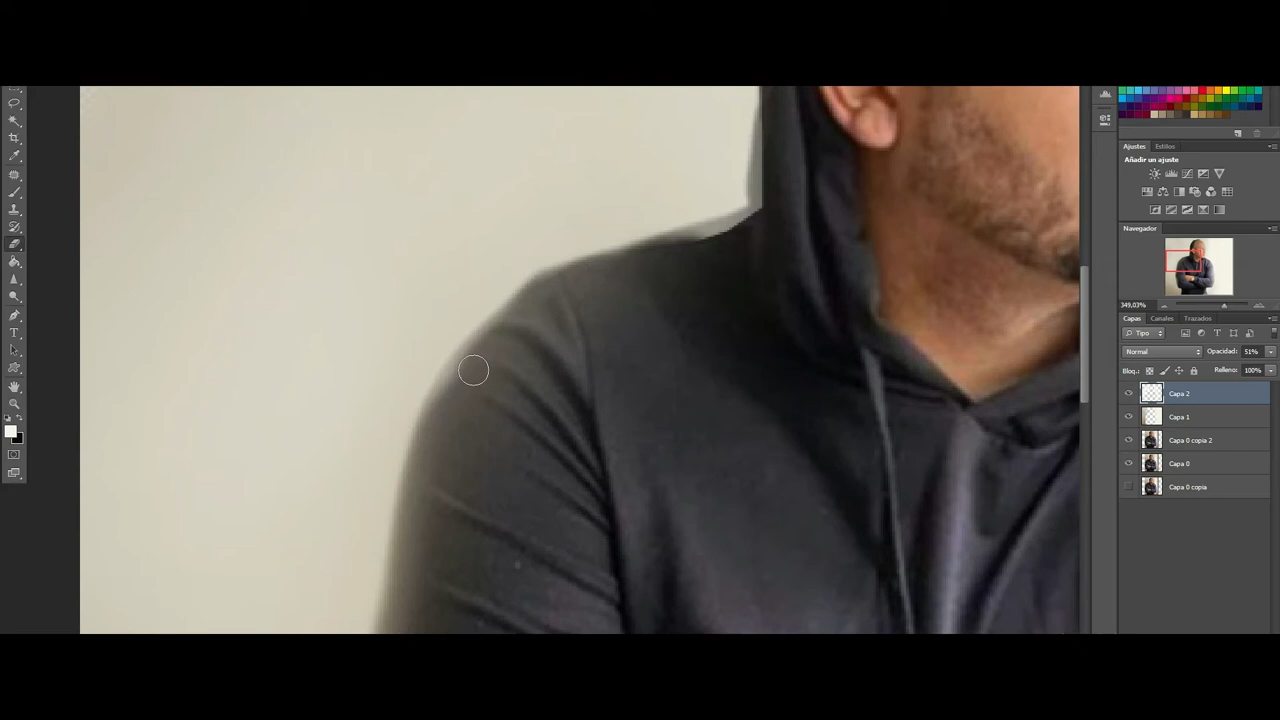 Ajustes Estilos
Añadir un ajuste
Navegador
349,03%
Capas Canales Trazados
Tipo
Normal Opacidad: 51%
Bloq.: Relleno: 100%
Capa 2
Capa 1
Capa 0 copia 2
Capa 0
Capa 0 copia